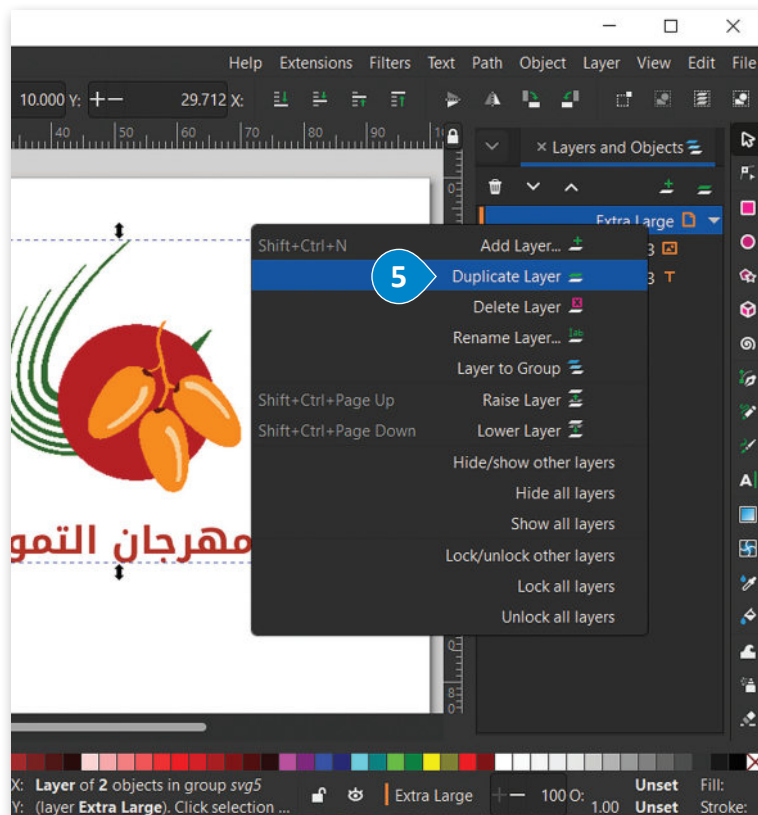 Help Extensions Filters Text Path Object Layer View Edit File
10.000 Y: 29.712 X:
40 50 60 70 80 90
× Layers and Objects
Extra Large
3
3
Shift+Ctrl+N Add Layer...
5 Duplicate Layer
Delete Layer
Rename Layer...
Layer to Group
Shift+Ctrl+Page Up Raise Layer
Shift+Ctrl+Page Down Lower Layer
Hide/show other layers
Hide all layers
Show all layers
Lock/unlock other layers
Lock all layers
Unlock all layers
مهرجان التمو
X: Layer of 2 objects in group svg5
Y: (layer Extra Large). Click selection ...
Extra Large
100 O: Unset Fill:
1.00 Unset Stroke: